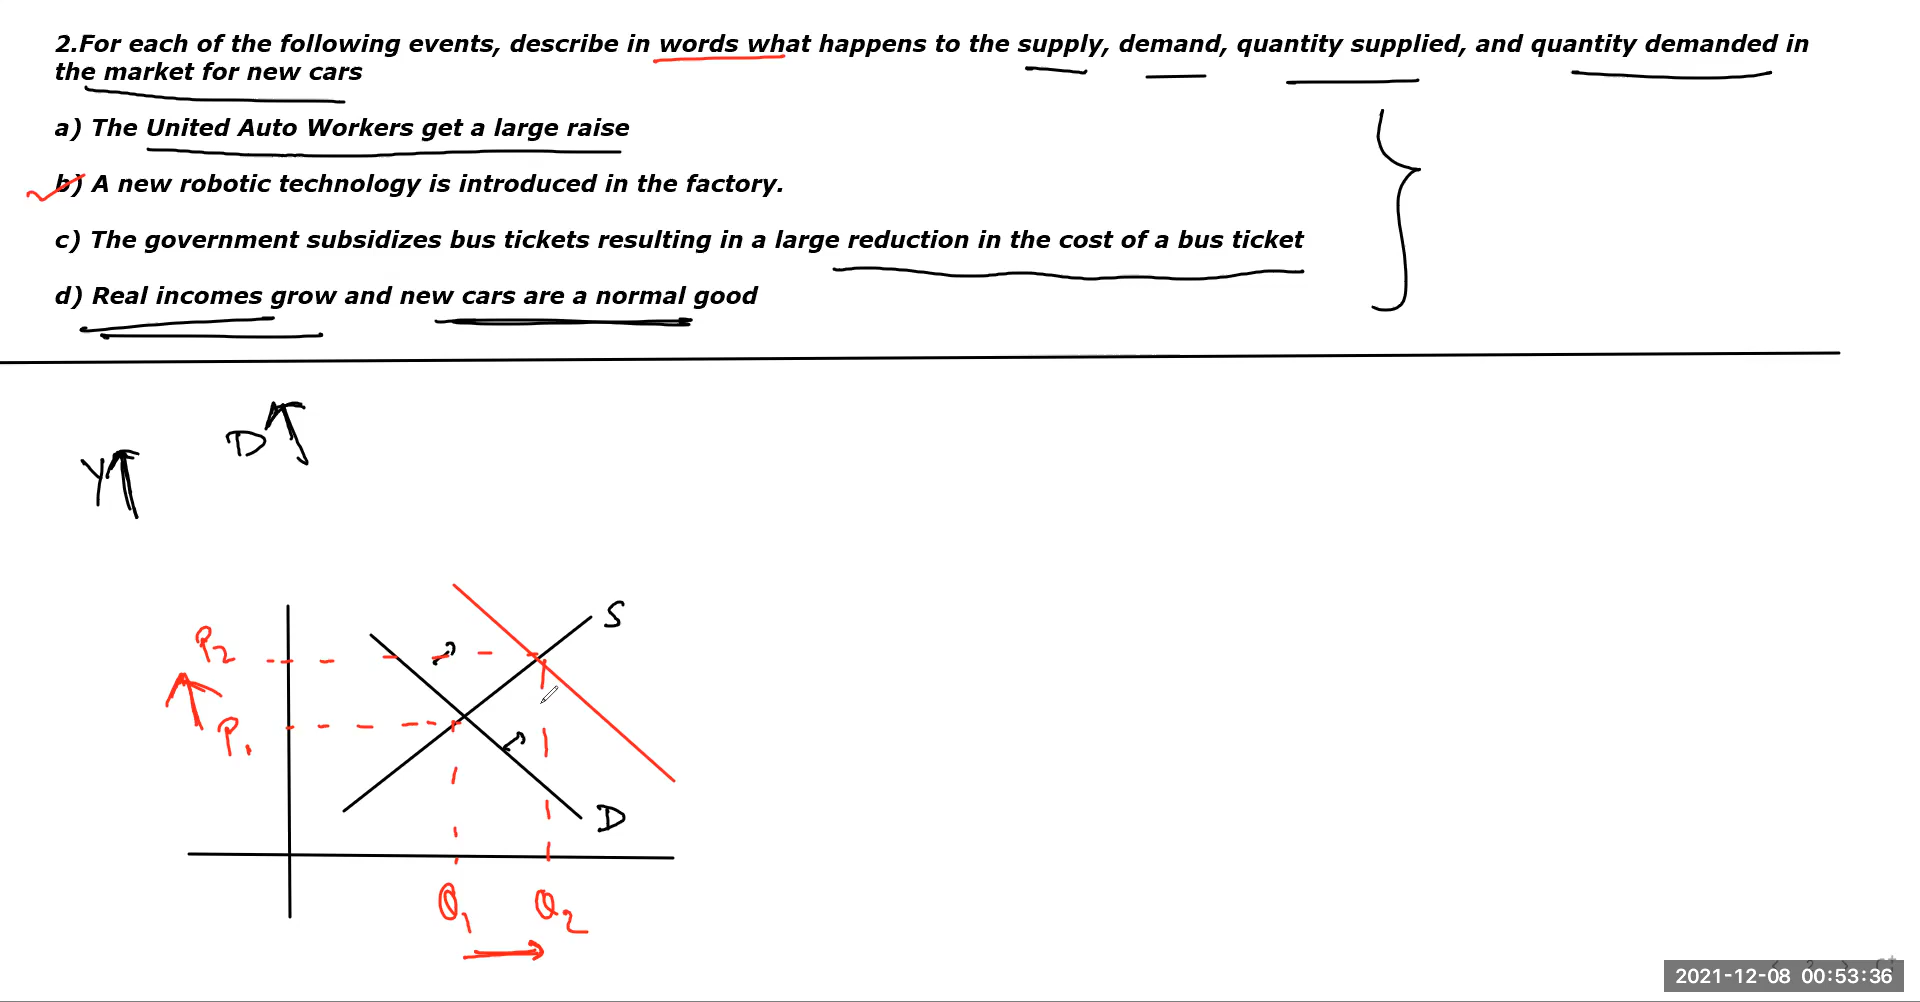 2.For each of the following events, describe in words what happens to the supply, demand, quantity supplied, and quantity demanded in
the market for new cars
a) The United Auto Workers get a large raise
b) A new robotic technology is introduced in the factory.
c) The government subsidizes bus tickets resulting in a large reduction in the cost of a bus ticket
d) Real incomes grow and new cars are a normal good
D
Y
S
P2
P1
D
Q1 Q2
2021-12-08 00:53:36